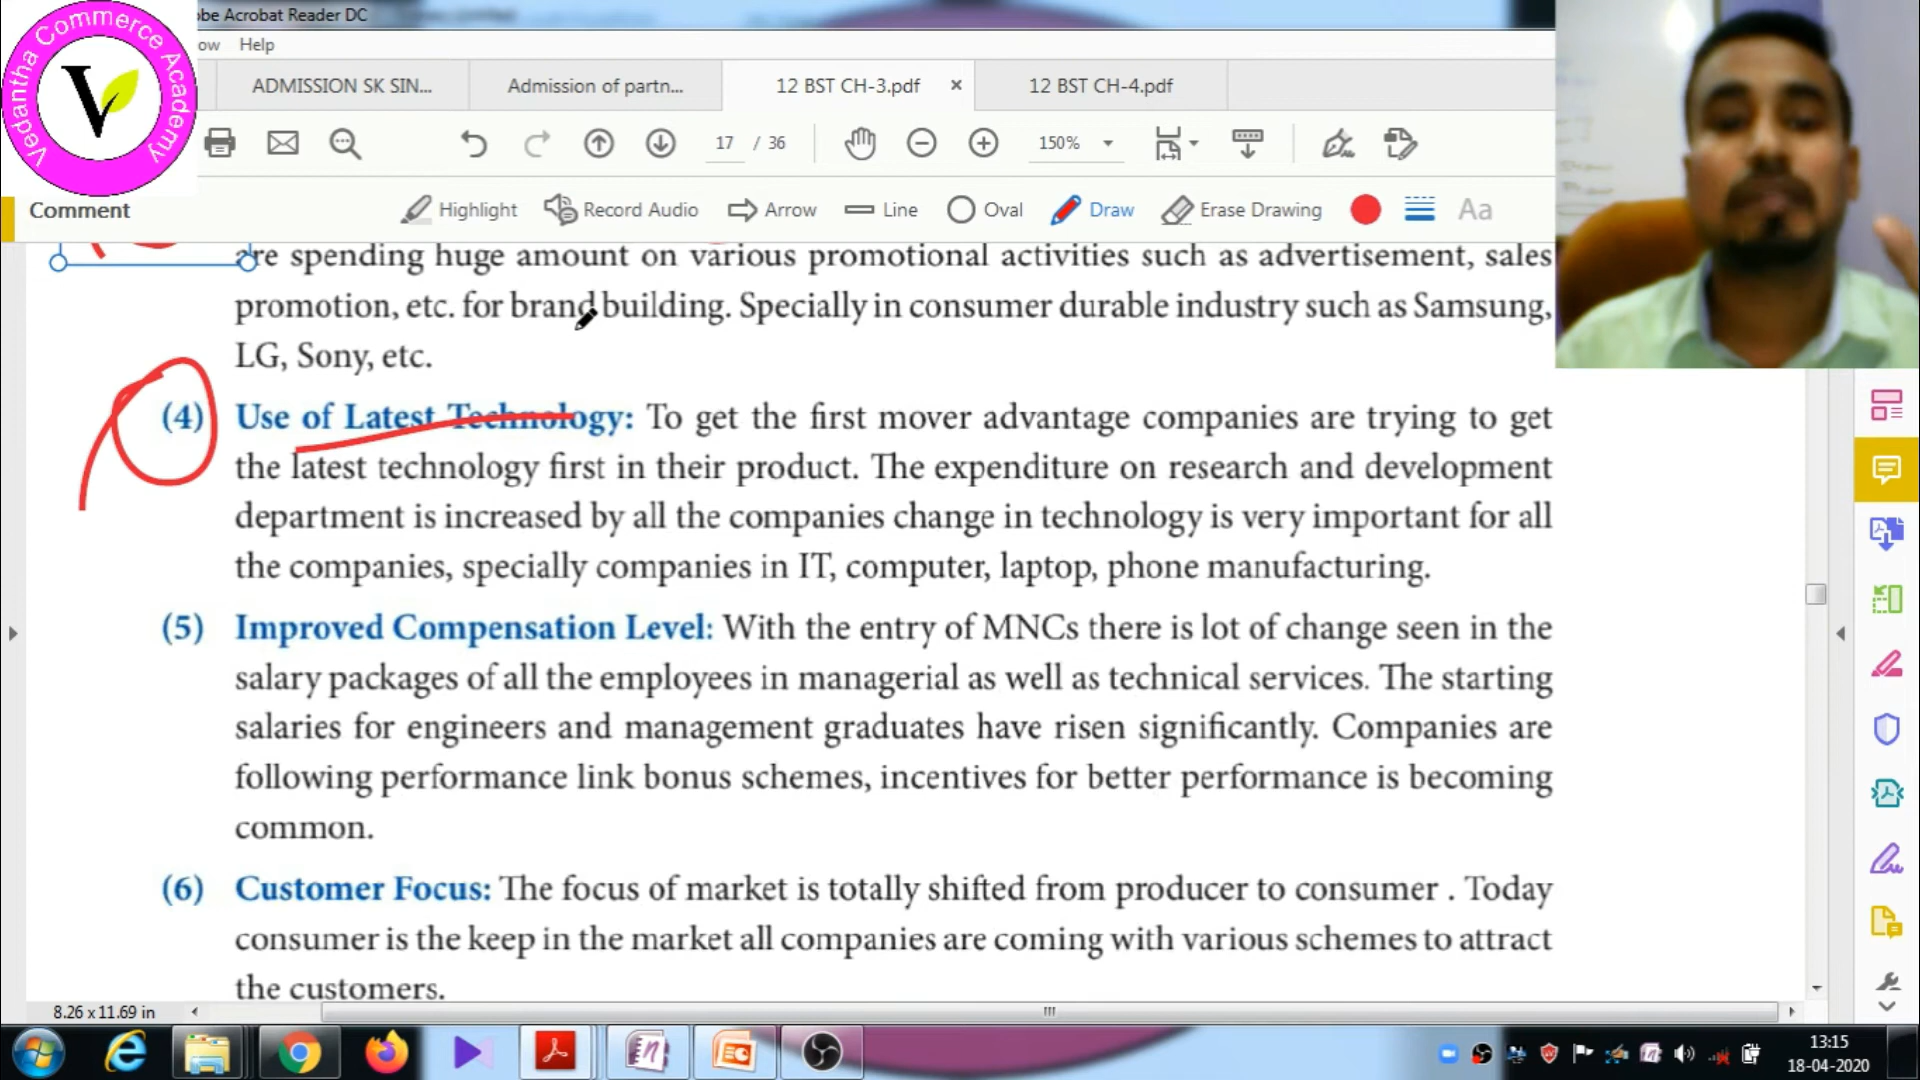 Vedantha Commerce Academy
V
be Acrobat Reader DC
ow Help
ADMISSION SK SIN...
Admission of partn...
12 BST CH-3.pdf
12 BST CH-4.pdf
17 / 36
150%
Comment
Highlight
Record Audio
Arrow
Line
Oval
Draw
Erase Drawing
Aa
are spending huge amount on various promotional activities such as advertisement, sales
promotion, etc. for brand building. Specially in consumer durable industry such as Samsung,
LG, Sony, etc.
(4) Use of Latest Technology: To get the first mover advantage companies are trying to get
the latest technology first in their product. The expenditure on research and development
department is increased by all the companies change in technology is very important for all
the companies, specially companies in IT, computer, laptop, phone manufacturing.
(5) Improved Compensation Level: With the entry of MNCs there is lot of change seen in the
salary packages of all the employees in managerial as well as technical services. The starting
salaries for engineers and management graduates have risen significantly. Companies are
following performance link bonus schemes, incentives for better performance is becoming
common.
(6) Customer Focus: The focus of market is totally shifted from producer to consumer . Today
consumer is the keep in the market all companies are coming with various schemes to attract
the customers.
8.26 x 11.69 in
13:15
18-04-2020